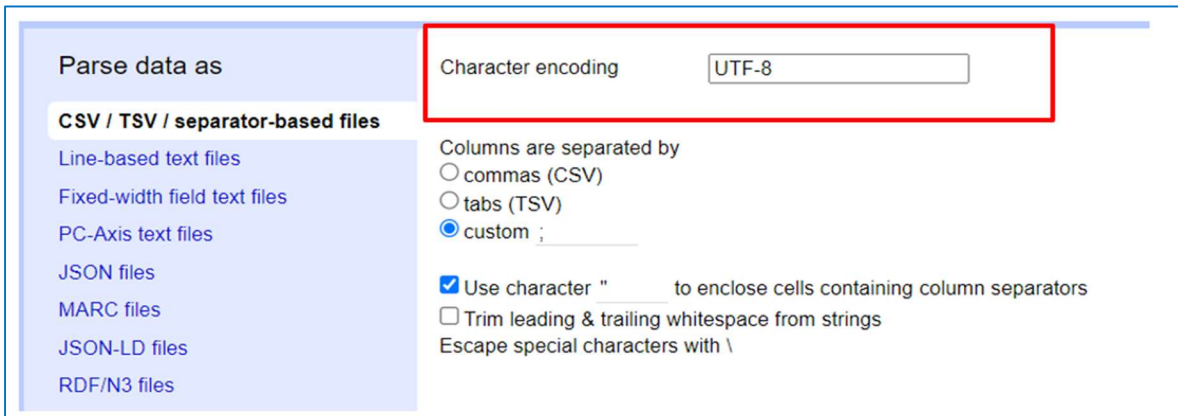 Parse data as
CSV / TSV / separator-based files
Line-based text files
Fixed-width field text files
PC-Axis text files
JSON files
MARC files
JSON-LD files
RDF/N3 files
Character encoding UTF-8
Columns are separated by
commas (CSV)
tabs (TSV)
custom ;
Use character " to enclose cells containing column separators
Trim leading & trailing whitespace from strings
Escape special characters with \